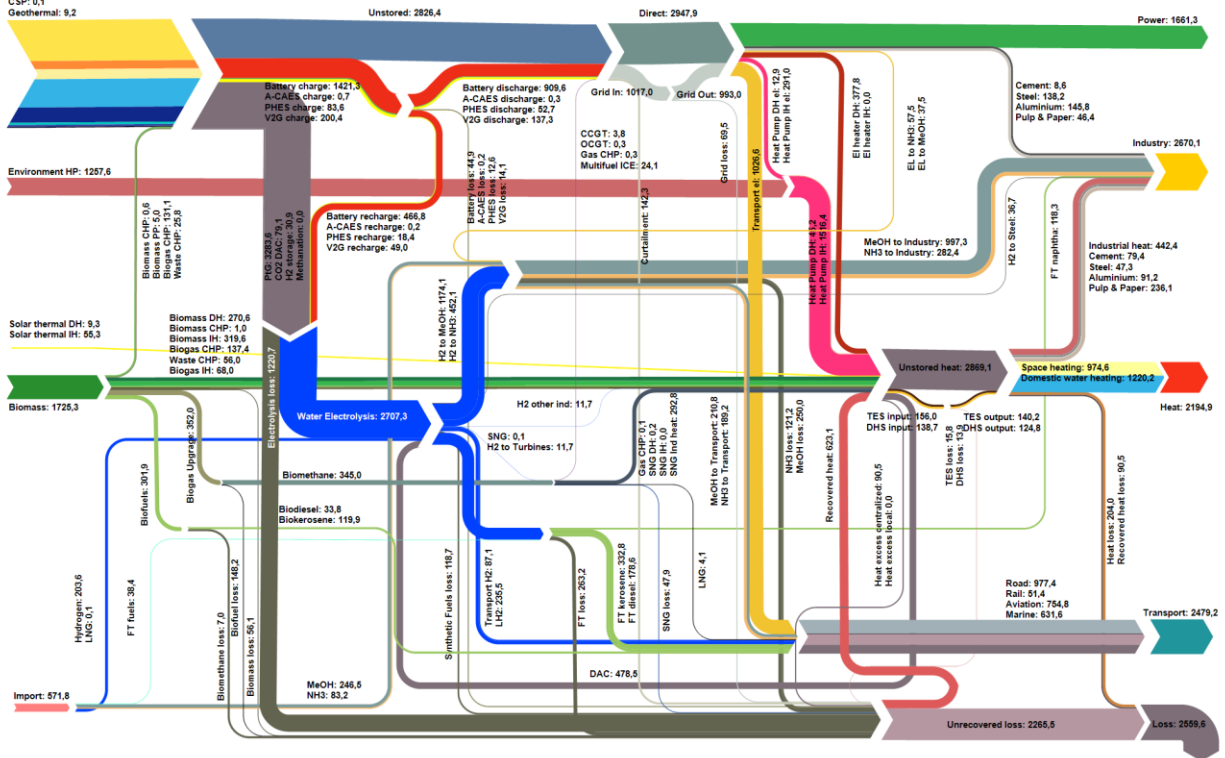 CSP: 0,1
Geothermal: 9,2
Unstored: 2826,4
Direct: 2947,9
Power: 1661,3
Battery charge: 1421,3
A-CAES charge: 0,7
PHES charge: 83,6
V2G charge: 200,4
Battery discharge: 909,6
A-CAES discharge: 0,3
PHES discharge: 52,7
V2G discharge: 137,3
Grid In: 1017,0
Grid Out: 993,0
Heat Pump DH el: 12,9
Heat Pump IH el: 291,0
El heater DH: 377,8
El heater IH: 0,0
EL to NH3: 57,5
EL to MeOH: 37,5
Cement: 8,6
Steel: 138,2
Aluminium: 145,8
Pulp & Paper: 46,4
Industry: 2670,1
CCGT: 3,8
OCGT: 0,3
Gas CHP: 0,3
Multifuel ICE: 24,1
Grid loss: 69,5
Transport el: 1026,6
Environment HP: 1257,6
Battery loss: 44,9
A-CAES loss: 0,2
PHES loss: 12,6
V2G loss: 14,1
Biomass CHP: 0,6
Biomass PP: 5,0
Biogas CHP: 131,1
Waste CHP: 25,8
PtG: 3283,6
CO2 DAC: 79,1
H2 storage: 30,9
Methanation: 0,0
Battery recharge: 466,8
A-CAES recharge: 0,2
PHES recharge: 18,4
V2G recharge: 49,0
Curtailment: 142,3
Heat Pump DH: 46,2
Heat Pump IH: 1516,4
MeOH to Industry: 997,3
NH3 to Industry: 282,4
H2 to Steel: 36,7
FT naphtha: 118,3
Industrial heat: 442,4
Cement: 79,4
Steel: 47,3
Aluminium: 91,2
Pulp & Paper: 236,1
Solar thermal DH: 9,3
Solar thermal IH: 55,3
Biomass DH: 270,6
Biomass CHP: 1,0
Biomass IH: 319,6
Biogas CHP: 137,4
Waste CHP: 56,0
Biogas IH: 68,0
H2 to MeOH: 1174,1
H2 to NH3: 452,1
Unstored heat: 2869,1
Space heating: 974,6
Domestic water heating: 1220,2
Heat: 2194,9
Biomass: 1725,3
Electrolysis loss: 1220,7
Water Electrolysis: 2707,3
H2 other ind: 11,7
SNG: 0,1
H2 to Turbines: 11,7
Gas CHP: 0,1
SNG DH: 0,2
SNG IH: 0,0
SNG Ind heat: 292,8
MeOH to Transport: 210,8
NH3 to Transport: 189,2
NH3 loss: 121,2
MeOH loss: 250,0
Recovered heat: 623,1
TES input: 156,0
DHS input: 138,7
TES output: 140,2
DHS output: 124,8
TES loss: 15,8
DHS loss: 13,9
Biofuels: 301,9
Biogas Upgrage: 352,0
Biomethane: 345,0
Biodiesel: 33,8
Biokerosene: 119,9
Heat excess centralized: 90,5
Heat excess local: 0,0
Heat loss: 204,0
Recovered heat loss: 90,5
Hydrogen: 203,6
LNG: 0,1
FT fuels: 38,4
Biomethane loss: 7,0
Biofuel loss: 148,2
Biomass loss: 56,1
Synthetic Fuels loss: 118,7
Transport H2: 87,1
LH2: 235,5
FT loss: 263,2
FT kerosene: 332,8
FT diesel: 178,6
SNG loss: 47,9
LNG: 4,1
Road: 977,4
Rail: 51,4
Aviation: 754,8
Marine: 631,6
Transport: 2479,2
DAC: 478,5
Import: 571,8
MeOH: 246,5
NH3: 83,2
Unrecovered loss: 2265,5
Loss: 2559,6